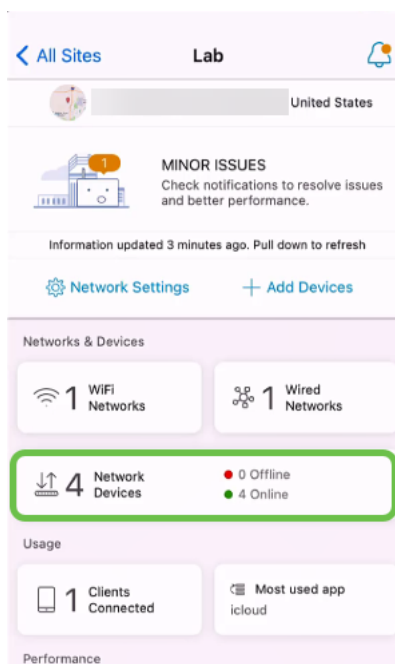 All Sites
Lab
United States
1
MINOR ISSUES
Check notifications to resolve issues
and better performance.
Information updated 3 minutes ago. Pull down to refresh
Network Settings
Add Devices
Networks & Devices
1 WiFi
Networks
1 Wired
Networks
4 Network
Devices
0 Offline
4 Online
Usage
1 Clients
Connected
Most used app
icloud
Performance